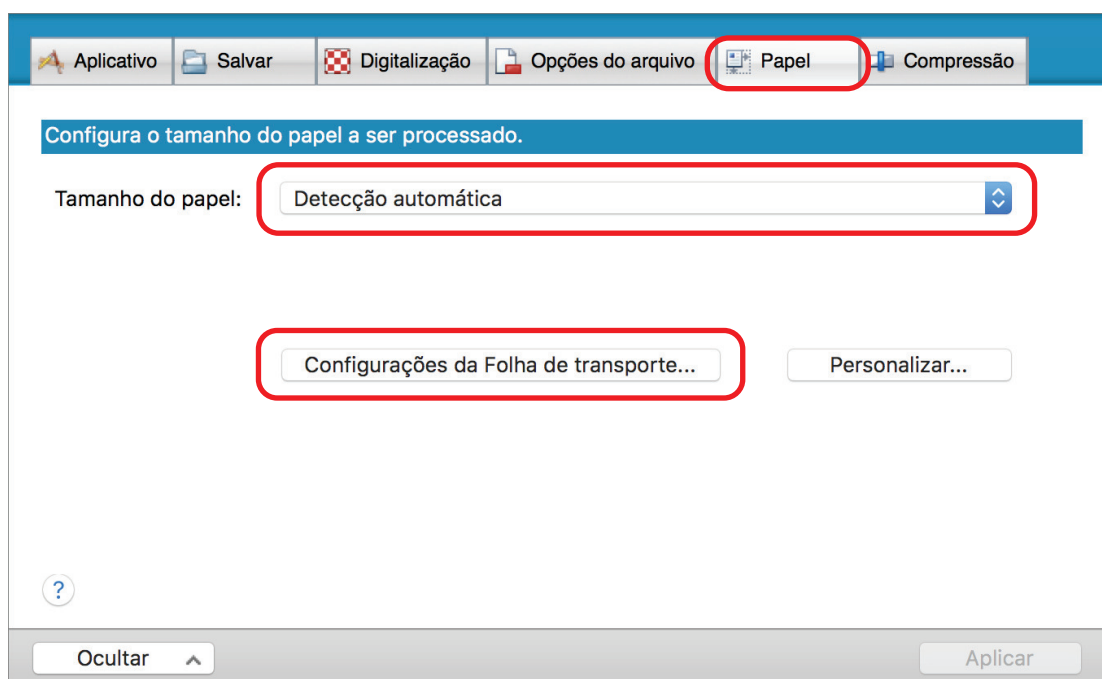 Aplicativo Salvar Digitalização Opções do arquivo Papel Compressão
Configura o tamanho do papel a ser processado.
Tamanho do papel: Detecção automática
Configurações da Folha de transporte... Personalizar...
?
Ocultar Aplicar